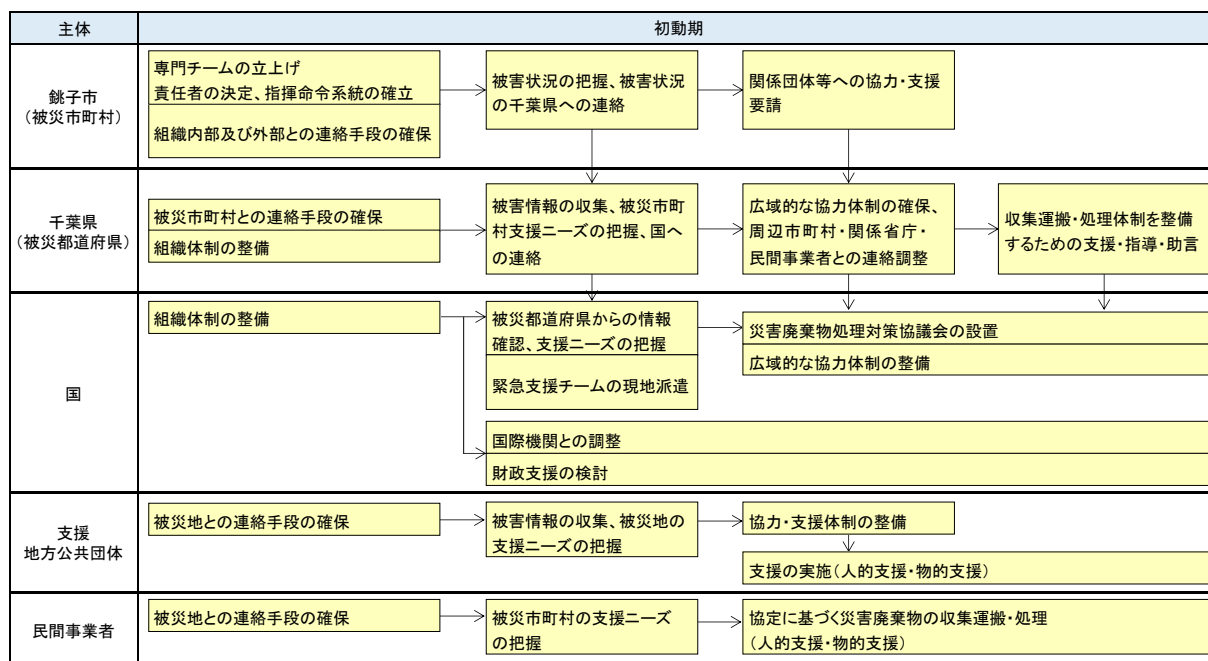 主体
初動期
銚子市
(被災市町村)
専門チームの立上げ
責任者の決定、指揮命令系統の確立
組織内部及び外部との連絡手段の確保
被害状況の把握、被害状況
の千葉県への連絡
関係団体等への協力・支援
要請
千葉県
(被災都道府県)
被災市町村との連絡手段の確保
組織体制の整備
被害情報の収集、被災市町
村支援ニーズの把握、国へ
の連絡
広域的な協力体制の確保、
周辺市町村・関係省庁・
民間事業者との連絡調整
収集運搬・処理体制を整備
するための支援・指導・助言
国
組織体制の整備
被災都道府県からの情報
確認、支援ニーズの把握
緊急支援チームの現地派遣
災害廃棄物処理対策協議会の設置
広域的な協力体制の整備
国際機関との調整
財政支援の検討
支援
地方公共団体
被災地との連絡手段の確保
被害情報の収集、被災地の
支援ニーズの把握
協力・支援体制の整備
支援の実施(人的支援・物的支援)
民間事業者
被災地との連絡手段の確保
被災市町村の支援ニーズ
の把握
協定に基づく災害廃棄物の収集運搬・処理
(人的支援・物的支援)